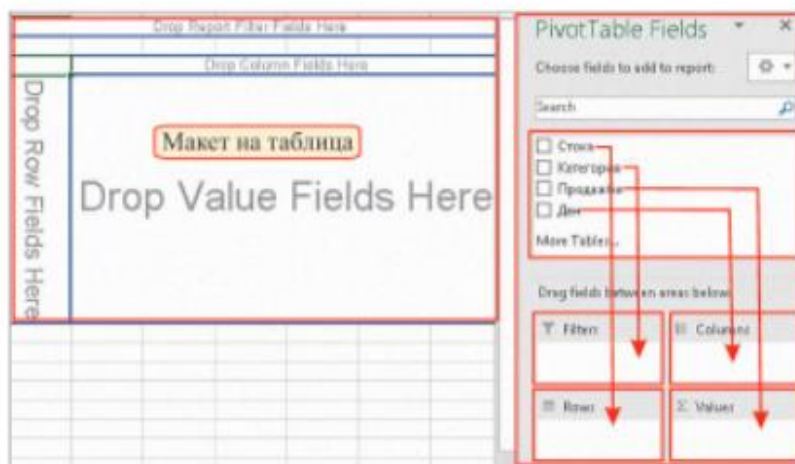 Drop Report Filter Fields Here
Drop Column Fields Here
Drop Row Fields Here
Макет на таблица
Drop Value Fields Here
PivotTable Fields
Choose fields to add to report:
Search
Стока
Категория
Продажба
Ден
More Tables...
Drag fields between areas below:
Filters
Columns
Rows
Σ Values